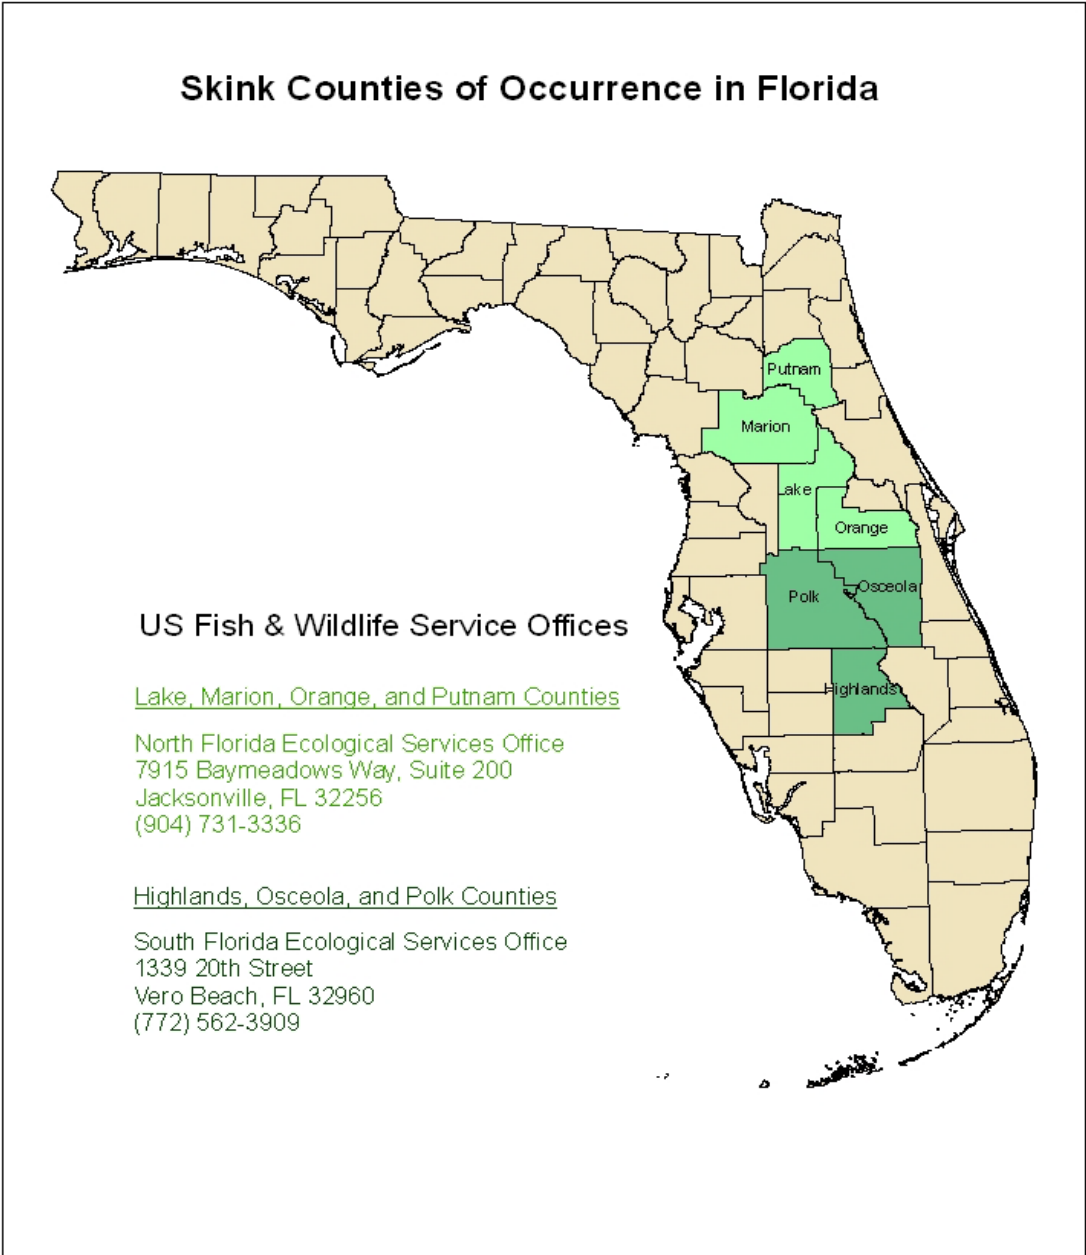 Skink Counties of Occurrence in Florida
Putnam
Marion
Lake
Orange
Osceola
Polk
Highlands
US Fish & Wildlife Service Offices
Lake, Marion, Orange, and Putnam Counties
North Florida Ecological Services Office
7915 Baymeadows Way, Suite 200
Jacksonville, FL 32256
(904) 731-3336
Highlands, Osceola, and Polk Counties
South Florida Ecological Services Office
1339 20th Street
Vero Beach, FL 32960
(772) 562-3909